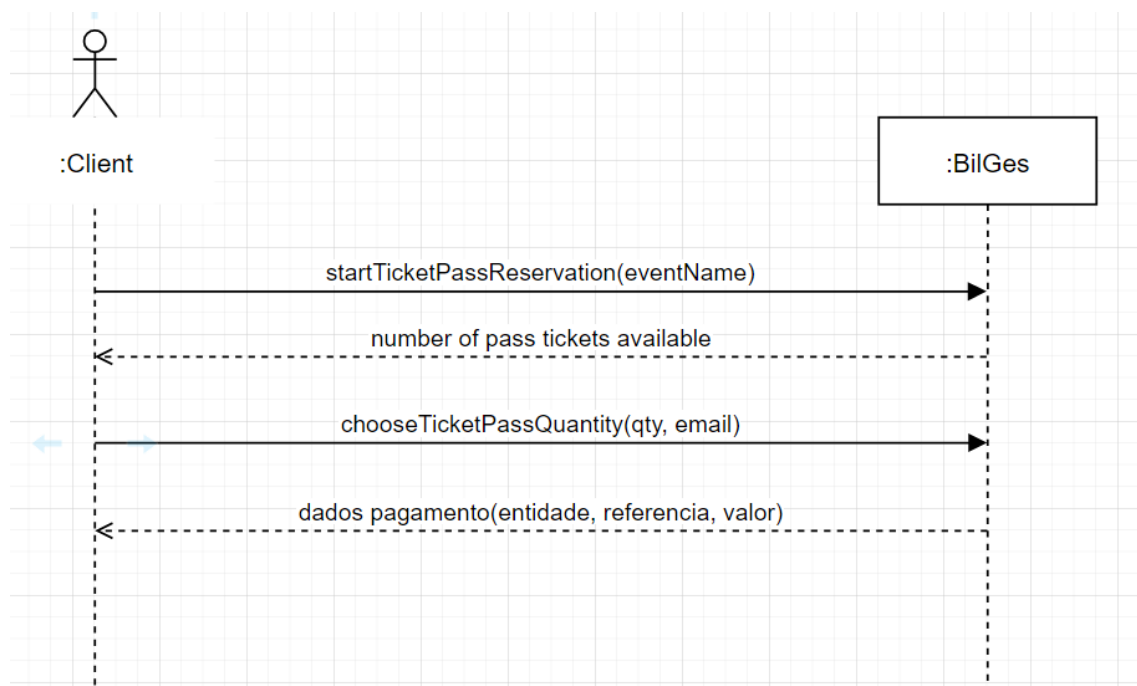 :Client
:BilGes
startTicketPassReservation(eventName)
number of pass tickets available
chooseTicketPassQuantity(qty, email)
dados pagamento(entidade, referencia, valor)